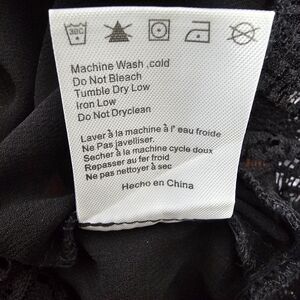 30C
Machine Wash ,cold
Do Not Bleach
Tumble Dry Low
Iron Low
Do Not Dryclean
Laver à la machine à l' eau froide
Ne Pas javelliser.
Secher à la machine cycle doux
Repasser au fer froid
Ne pas nettoyer à sec
Hecho en China